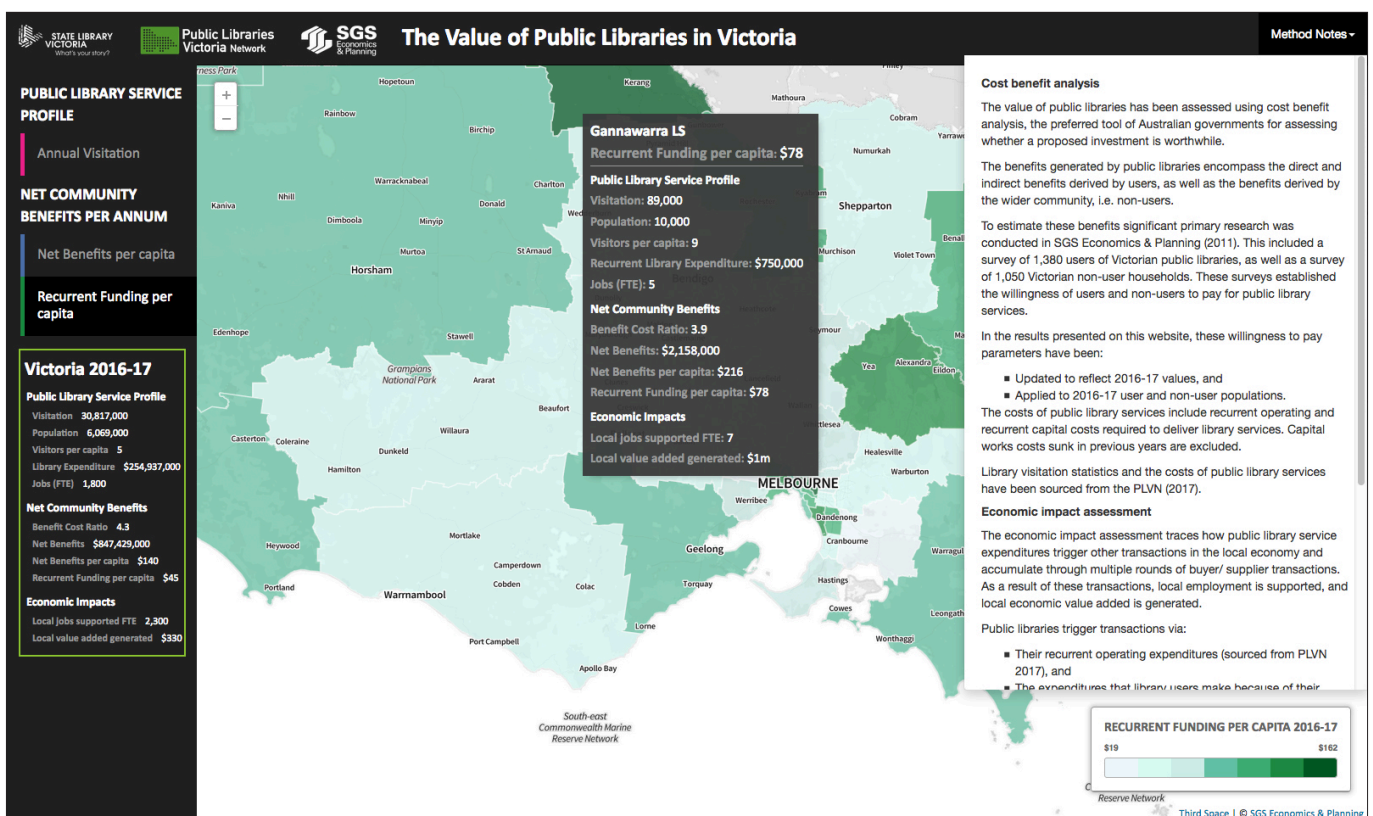 STATE LIBRARY
VICTORIA
What's your story?
Public Libraries
Victoria Network
SGS
Economics
& Planning
The Value of Public Libraries in Victoria
Method Notes
PUBLIC LIBRARY SERVICE
PROFILE
Annual Visitation
NET COMMUNITY
BENEFITS PER ANNUM
Net Benefits per capita
Recurrent Funding per
capita
Victoria 2016-17
Public Library Service Profile
Visitation 30,817,000
Population 6,069,000
Visitors per capita 5
Library Expenditure $254,937,000
Jobs (FTE) 1,800
Net Community Benefits
Benefit Cost Ratio 4.3
Net Benefits $847,429,000
Net Benefits per capita $140
Recurrent Funding per capita $45
Economic Impacts
Local jobs supported FTE 2,300
Local value added generated $330
+
−
ness Park
Hopetoun
Kerang
Mathoura
Cobram
Yarraw
Rainbow
Birchip
Numurkah
Warracknabeal
Charlton
Nhill
Kaniva
Donald
Wed
Shepparton
Dimboola
Minyip
Murtoa
St Arnaud
Murchison
Violet Town
Benal
Horsham
Edenhope
Stawell
ymour
Ma
Grampians
National Park
Ararat
Yea
Alexandra
Eildon
Beaufort
tlesea
Casterton
Coleraine
Willaura
Dunkeld
Healesville
Hamilton
Warburton
MELBOURNE
Werribee
Dandenong
Mortlake
Heywood
Geelong
Cranbourne
Warragul
Camperdown
Portland
Cobden
Colac
Torquay
Hastings
Warrnambool
Cowes
Leongath
Lorne
Wonthaggi
Port Campbell
Apollo Bay
South-east
Commonwealth Marine
Reserve Network
Gannawarra LS
Recurrent Funding per capita: $78
Public Library Service Profile
Visitation: 89,000
Population: 10,000
Visitors per capita: 9
Recurrent Library Expenditure: $750,000
Jobs (FTE): 5
Net Community Benefits
Benefit Cost Ratio: 3.9
Net Benefits: $2,158,000
Net Benefits per capita: $216
Recurrent Funding per capita: $78
Economic Impacts
Local jobs supported FTE: 7
Local value added generated: $1m
Cost benefit analysis
The value of public libraries has been assessed using cost benefit
analysis, the preferred tool of Australian governments for assessing
whether a proposed investment is worthwhile.
The benefits generated by public libraries encompass the direct and
indirect benefits derived by users, as well as the benefits derived by
the wider community, i.e. non-users.
To estimate these benefits significant primary research was
conducted in SGS Economics & Planning (2011). This included a
survey of 1,380 users of Victorian public libraries, as well as a survey
of 1,050 Victorian non-user households. These surveys established
the willingness of users and non-users to pay for public library
services.
In the results presented on this website, these willingness to pay
parameters have been:
▪ Updated to reflect 2016-17 values, and
▪ Applied to 2016-17 user and non-user populations.
The costs of public library services include recurrent operating and
recurrent capital costs required to deliver library services. Capital
works costs sunk in previous years are excluded.
Library visitation statistics and the costs of public library services
have been sourced from the PLVN (2017).
Economic impact assessment
The economic impact assessment traces how public library service
expenditures trigger other transactions in the local economy and
accumulate through multiple rounds of buyer/ supplier transactions.
As a result of these transactions, local employment is supported, and
local economic value added is generated.
Public libraries trigger transactions via:
▪ Their recurrent operating expenditures (sourced from PLVN
2017), and
▪ The expenditures that library users make because of their
RECURRENT FUNDING PER CAPITA 2016-17
$19 $162
Reserve Network
Third Space | © SGS Economics & Planning